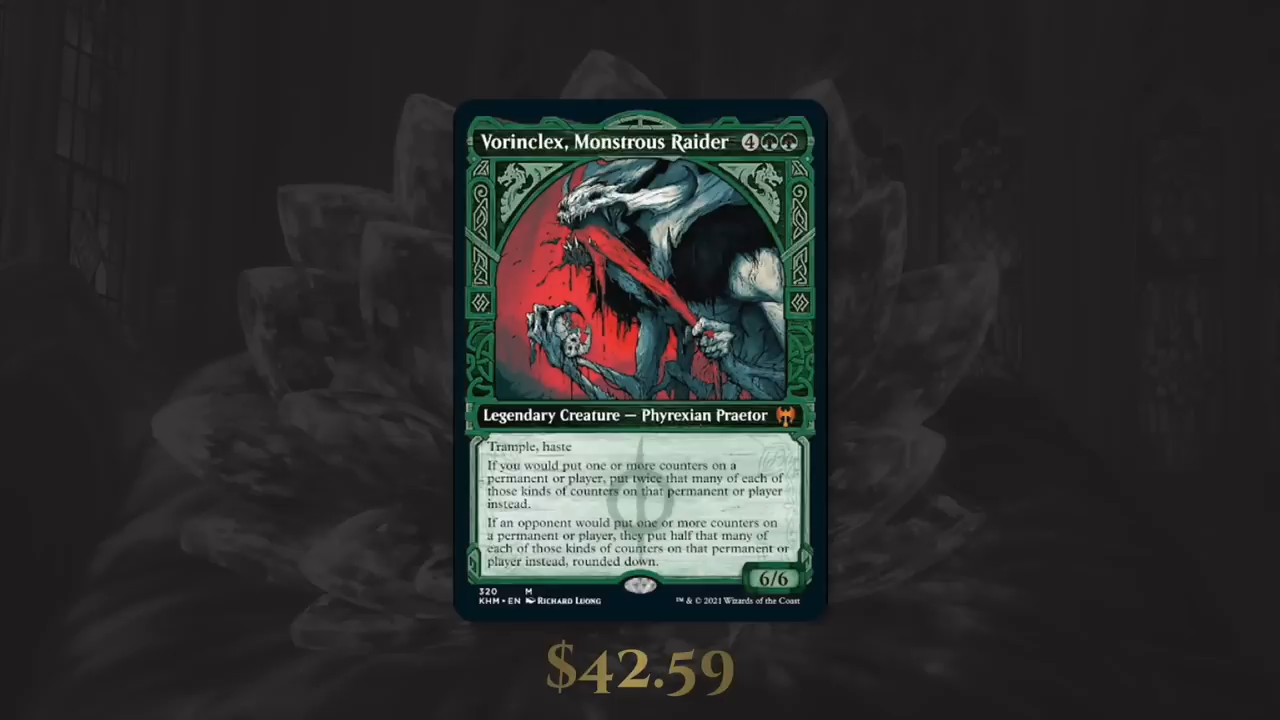 Vorinclex, Monstrous Raider 4
Legendary Creature — Phyrexian Praetor
Trample, haste
If you would put one or more counters on a
permanent or player, put twice that many of each of
those kinds of counters on that permanent or player
instead.
If an opponent would put one or more counters on
a permanent or player, they put half that many of
each of those kinds of counters on that permanent or
player instead, rounded down.
6/6
320 M
KHM • EN Richard Luong ™ & © 2021 Wizards of the Coast
$42.59